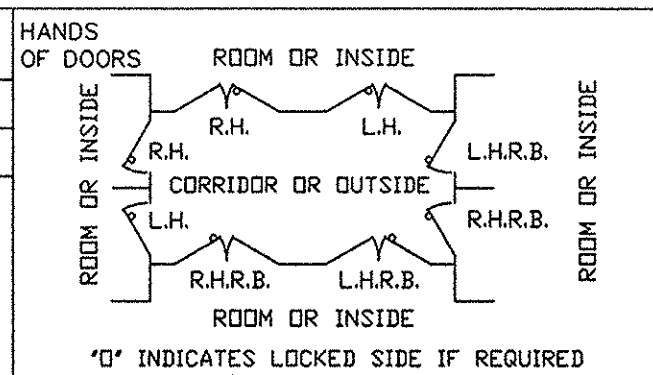 HANDS
OF DOORS
ROOM OR INSIDE
ROOM OR INSIDE
R.H.
L.H.
R.H.
L.H.R.B.
ROOM OR INSIDE
CORRIDOR OR OUTSIDE
L.H.
R.H.R.B.
R.H.R.B.
L.H.R.B.
ROOM OR INSIDE
"O" INDICATES LOCKED SIDE IF REQUIRED